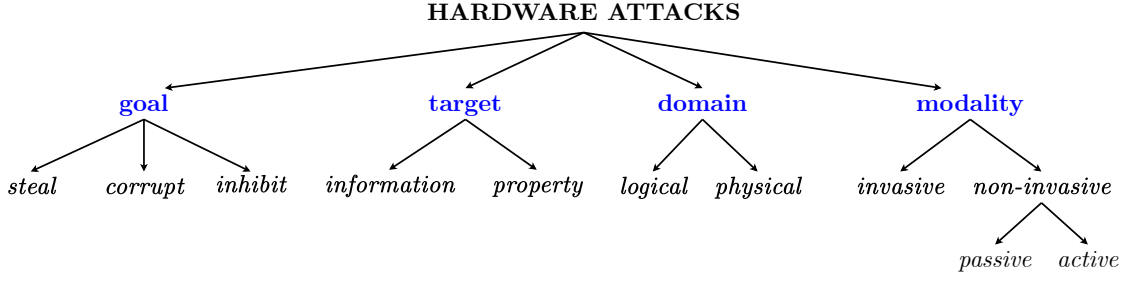 HARDWARE ATTACKS
goal target domain modality
steal corrupt inhibit information property logical physical invasive non-invasive
passive active